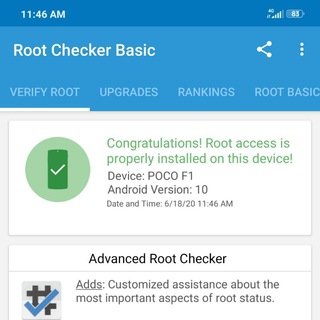 11:46 AM
4G
83
Root Checker Basic
VERIFY ROOT UPGRADES RANKINGS ROOT BASIC
Congratulations! Root access is
properly installed on this device!
Device: POCO F1
Android Version: 10
Date and Time: 6/18/20 11:46 AM
Advanced Root Checker
Adds: Customized assistance about the
most important aspects of root status.